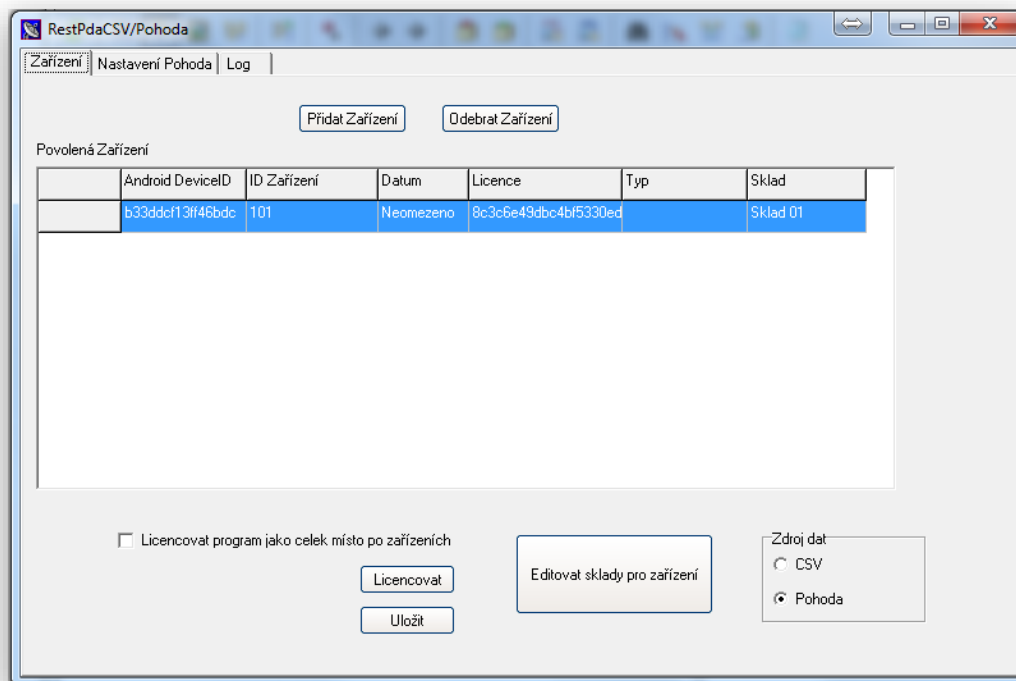 RestPdaCSV/Pohoda
Zařízení Nastavení Pohoda Log
Přidat Zařízení Odebrat Zařízení
Povolená Zařízení
Android DeviceID ID Zařízení Datum Licence Typ Sklad
b33ddcf13ff46bdc 101 Neomezeno 8c3c6e49dbc4bf5330ed Sklad 01
Licencovat program jako celek místo po zařízeních
Zdroj dat
CSV
Licencovat
Editovat sklady pro zařízení
Pohoda
Uložit